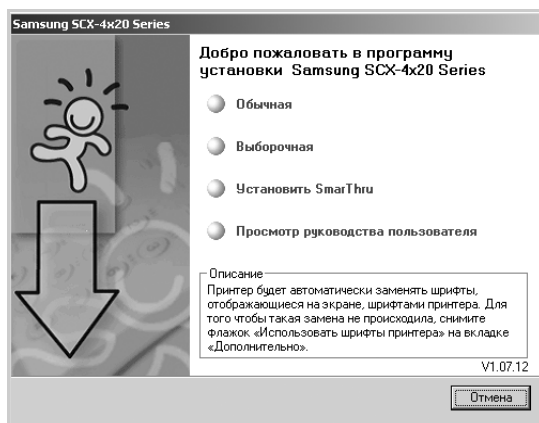 Samsung SCX-4x20 Series
Добро пожаловать в программу
установки Samsung SCX-4x20 Series
Обычная
Выборочная
Установить SmarThru
Просмотр руководства пользователя
Описание
Принтер будет автоматически заменять шрифты,
отображающиеся на экране, шрифтами принтера. Для
того чтобы такая замена не происходила, снимите
флажок «Использовать шрифты принтера» на вкладке
«Дополнительно».
V1.07.12
Отмена